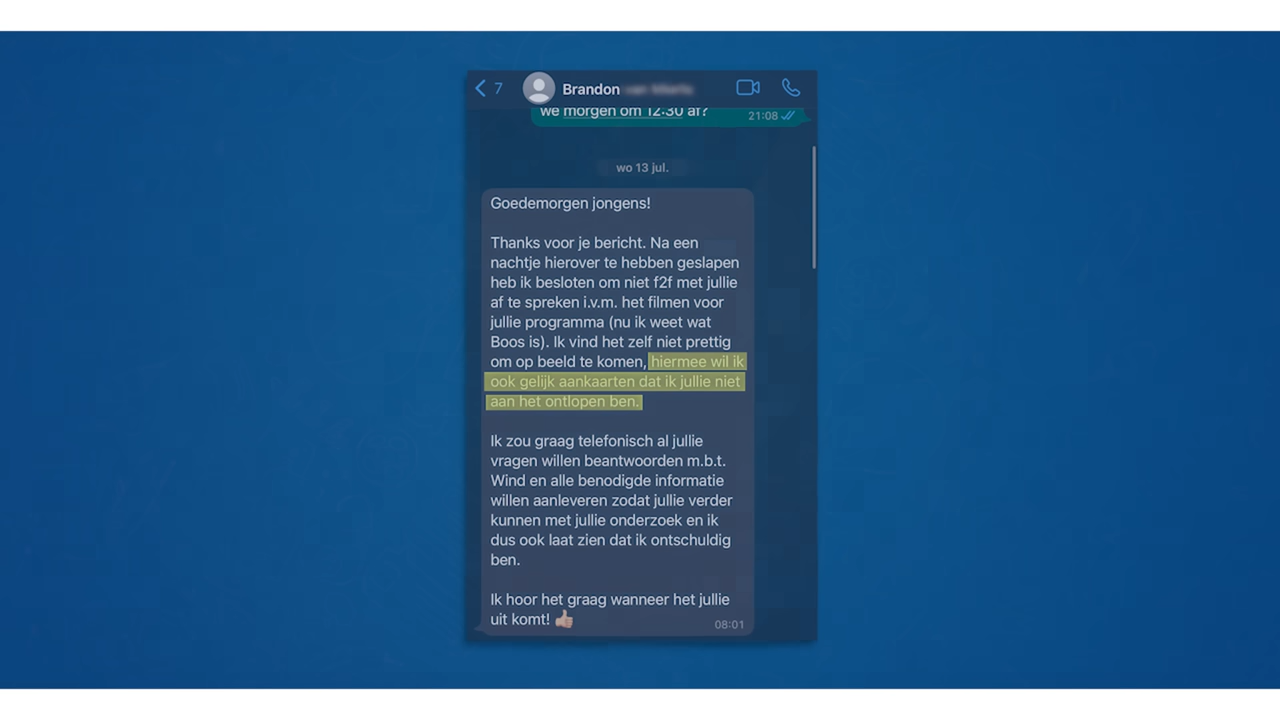 7
Brandon
we morgen om 12:30 af?
21:08
wo 13 jul.
Goedemorgen jongens!
Thanks voor je bericht. Na een
nachtje hierover te hebben geslapen
heb ik besloten om niet f2f met jullie
af te spreken i.v.m. het filmen voor
jullie programma (nu ik weet wat
Boos is). Ik vind het zelf niet prettig
om op beeld te komen, hiermee wil ik
ook gelijk aankaarten dat ik jullie niet
aan het ontlopen ben.
Ik zou graag telefonisch al jullie
vragen willen beantwoorden m.b.t.
Wind en alle benodigde informatie
willen aanleveren zodat jullie verder
kunnen met jullie onderzoek en ik
dus ook laat zien dat ik ontschuldig
ben.
Ik hoor het graag wanneer het jullie
uit komt! 👍🏼
08:01